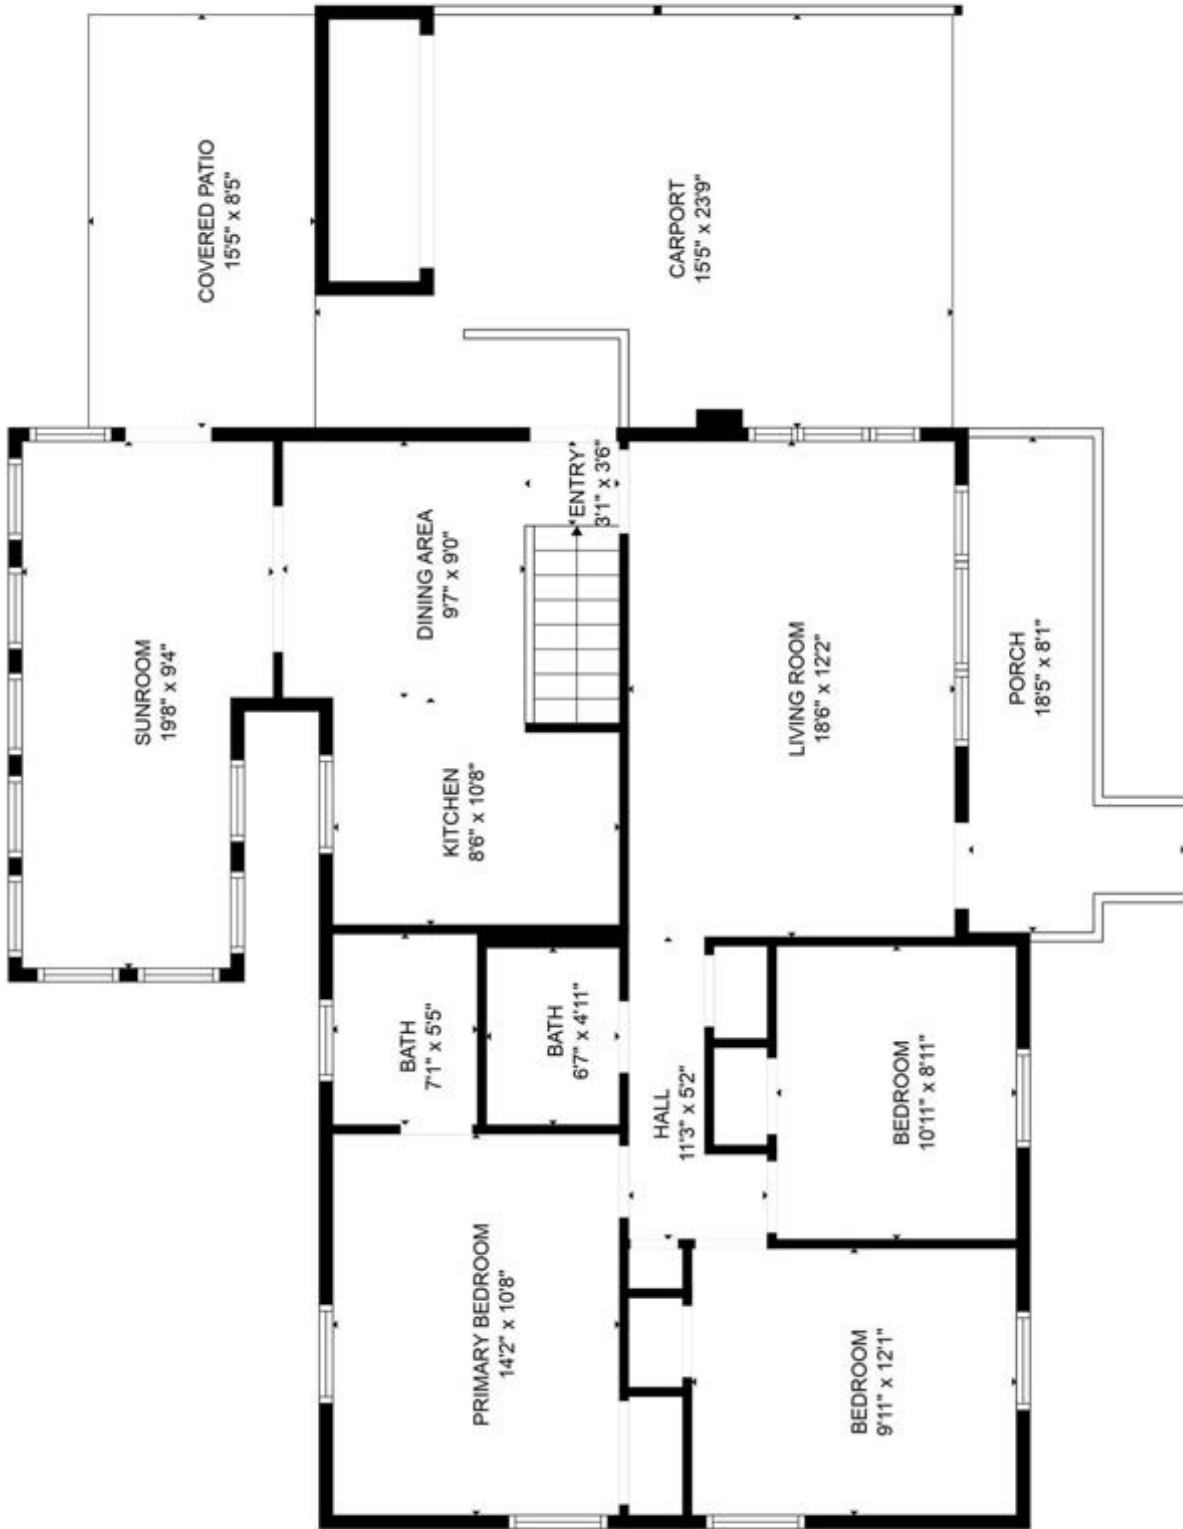 COVERED PATIO
15'5" x 8'5"
CARPORT
15'5" x 23'9"
SUNROOM
19'8" x 9'4"
DINING AREA
9'7" x 9'0"
ENTRY
3'1" x 3'6"
KITCHEN
8'6" x 10'8"
LIVING ROOM
18'6" x 12'2"
PORCH
18'5" x 8'1"
BATH
7'1" x 5'5"
BATH
6'7" x 4'11"
HALL
11'3" x 5'2"
BEDROOM
10'11" x 8'11"
PRIMARY BEDROOM
14'2" x 10'8"
BEDROOM
9'11" x 12'1"